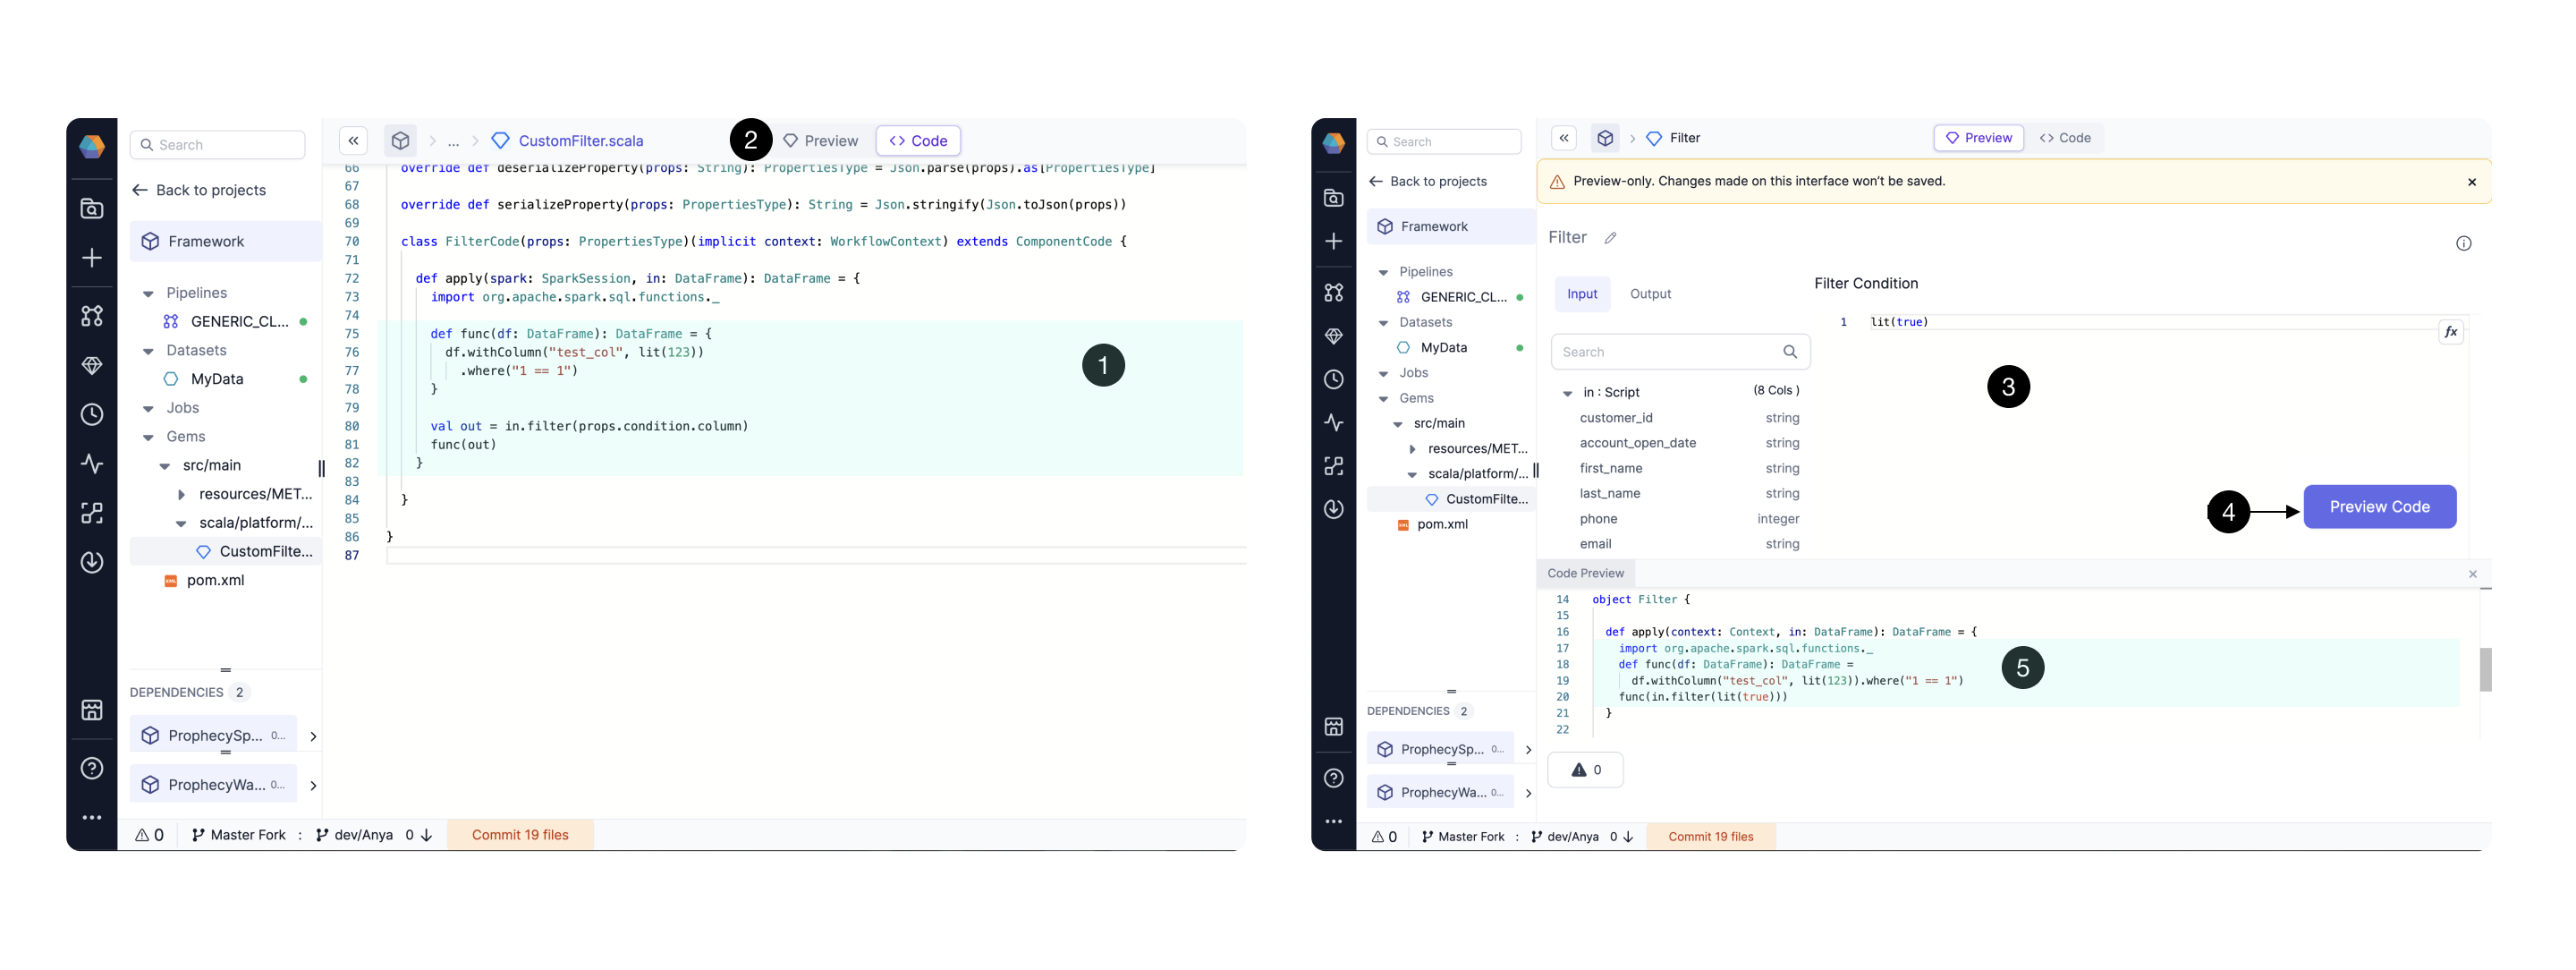 Search
Back to projects
Framework
Pipelines
GENERIC_CL...
Datasets
MyData
Jobs
Gems
src/main
resources/MET...
scala/platform/...
CustomFilte...
pom.xml
DEPENDENCIES 2
ProphecySp... 0...
ProphecyWa... 0...
... CustomFilter.scala
2 Preview
Code
66 override def deserializeProperty(props: String): PropertiesType = Json.parse(props).as[PropertiesType]
67
68 override def serializeProperty(props: PropertiesType): String = Json.stringify(Json.toJson(props))
69
70 class FilterCode(props: PropertiesType)(implicit context: WorkflowContext) extends ComponentCode {
71
72 def apply(spark: SparkSession, in: DataFrame): DataFrame = {
73 import org.apache.spark.sql.functions._
74
75 def func(df: DataFrame): DataFrame = {
76 df.withColumn("test_col", lit(123))
77 .where("1 == 1")
78 }
79
80 val out = in.filter(props.condition.column)
81 func(out)
82 }
83
84 }
85
86 }
87
1
0 Master Fork : dev/Anya 0 Commit 19 files
Search
Back to projects
Framework
Pipelines
GENERIC_CL...
Datasets
MyData
Jobs
Gems
src/main
resources/MET...
scala/platform/...
CustomFilte...
pom.xml
DEPENDENCIES 2
ProphecySp... 0...
ProphecyWa... 0...
Filter
Preview
Code
Preview-only. Changes made on this interface won't be saved.
Filter
Input Output
Search
in : Script (8 Cols )
customer_id string
account_open_date string
first_name string
last_name string
phone integer
email string
Filter Condition
1 lit(true)
fx
3
4 Preview Code
Code Preview
14 object Filter {
15
16 def apply(context: Context, in: DataFrame): DataFrame = {
17 import org.apache.spark.sql.functions._
18 def func(df: DataFrame): DataFrame =
19 df.withColumn("test_col", lit(123)).where("1 == 1")
20 func(in.filter(lit(true)))
21 }
22
5
0
0 Master Fork : dev/Anya 0 Commit 19 files